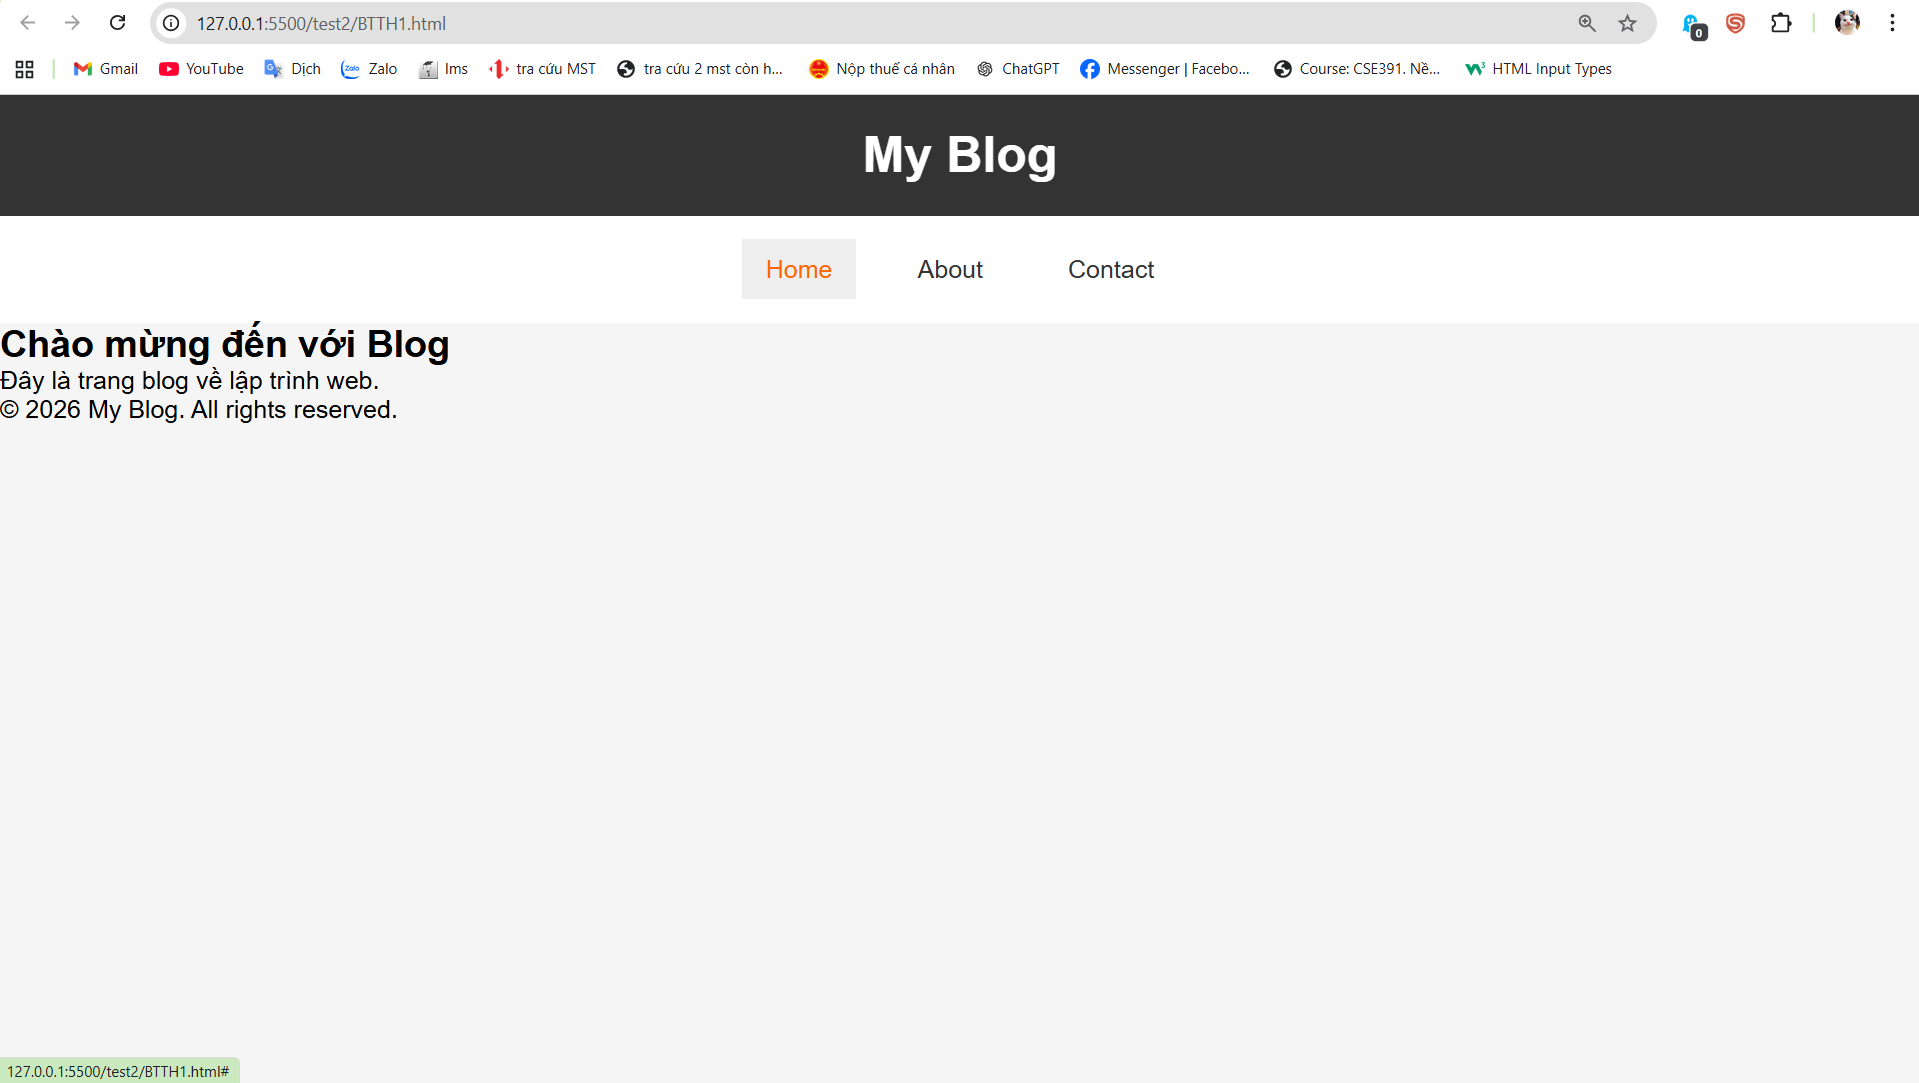 127.0.0.1:5500/test2/BTTH1.html
0
Gmail YouTube Dịch Zalo lms tra cứu MST tra cứu 2 mst còn h... Nộp thuế cá nhân ChatGPT Messenger | Facebo... Course: CSE391. Nề... HTML Input Types
My Blog
Home About Contact
Chào mừng đến với Blog
Đây là trang blog về lập trình web.
© 2026 My Blog. All rights reserved.
127.0.0.1:5500/test2/BTTH1.html#